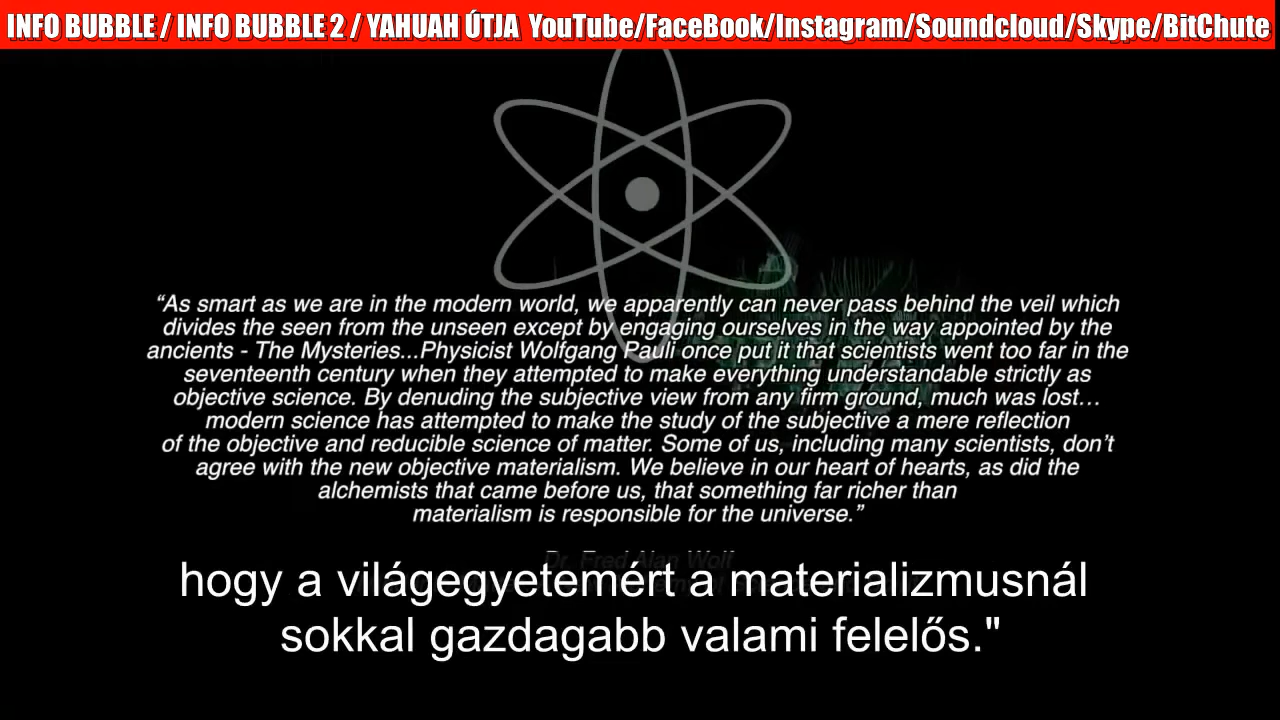 INFO BUBBLE / INFO BUBBLE 2 / YAHUAH ÚTJA YouTube/FaceBook/Instagram/Soundcloud/Skype/BitChute
“As smart as we are in the modern world, we apparently can never pass behind the veil which
divides the seen from the unseen except by engaging ourselves in the way appointed by the
ancients - The Mysteries...Physicist Wolfgang Pauli once put it that scientists went too far in the
seventeenth century when they attempted to make everything understandable strictly as
objective science. By denuding the subjective view from any firm ground, much was lost…
modern science has attempted to make the study of the subjective a mere reflection
of the objective and reducible science of matter. Some of us, including many scientists, don’t
agree with the new objective materialism. We believe in our heart of hearts, as did the
alchemists that came before us, that something far richer than
materialism is responsible for the universe.”
Dr. Fred Alan Wolf
hogy a világegyetemért a materializmusnál
sokkal gazdagabb valami felelős."